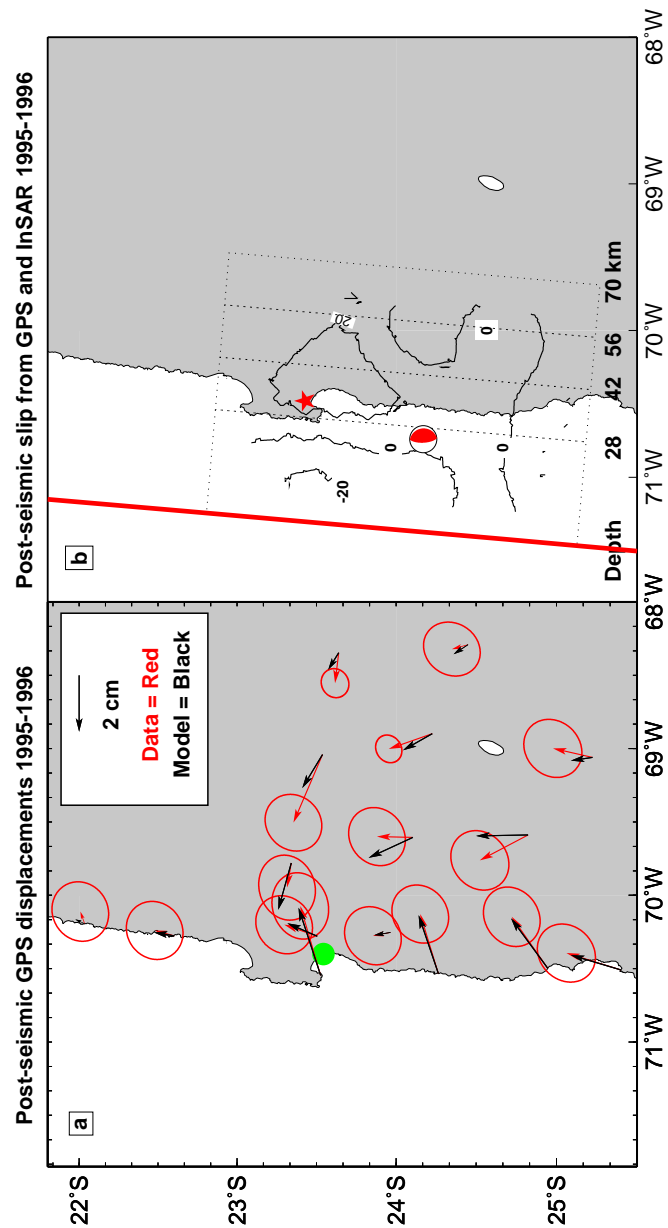 Post-seismic GPS displacements 1995-1996
a
2 cm
Data = Red
Model = Black
22˚S
23˚S
24˚S
25˚S
71˚W
70˚W
69˚W
68˚W
Post-seismic slip from GPS and InSAR 1995-1996
b
-20
0
0
20
0
Depth
28
42
56
70 km
71˚W
70˚W
69˚W
68˚W